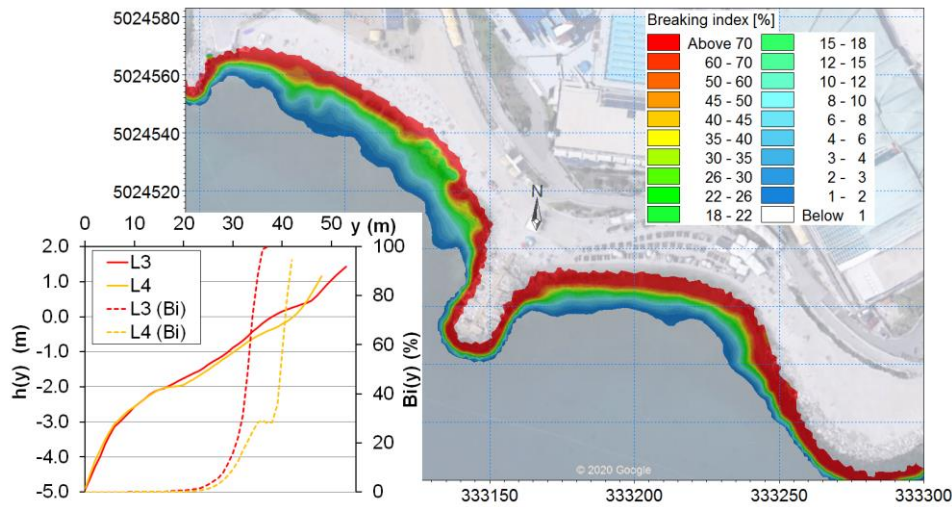 5024580
5024560
5024540
5024520
Breaking index [%]
Above 70
60 - 70
50 - 60
45 - 50
40 - 45
35 - 40
30 - 35
26 - 30
22 - 26
18 - 22
15 - 18
12 - 15
10 - 12
8 - 10
6 - 8
4 - 6
3 - 4
2 - 3
1 - 2
Below 1
N
0 10 20 30 40 50 y (m)
2.0
1.0
0.0
-1.0
-2.0
-3.0
-4.0
-5.0
h(y) (m)
L3
L4
L3 (Bi)
L4 (Bi)
100
80
60
40
20
0
Bi(y) (%)
© 2020 Google
333150 333200 333250 333300